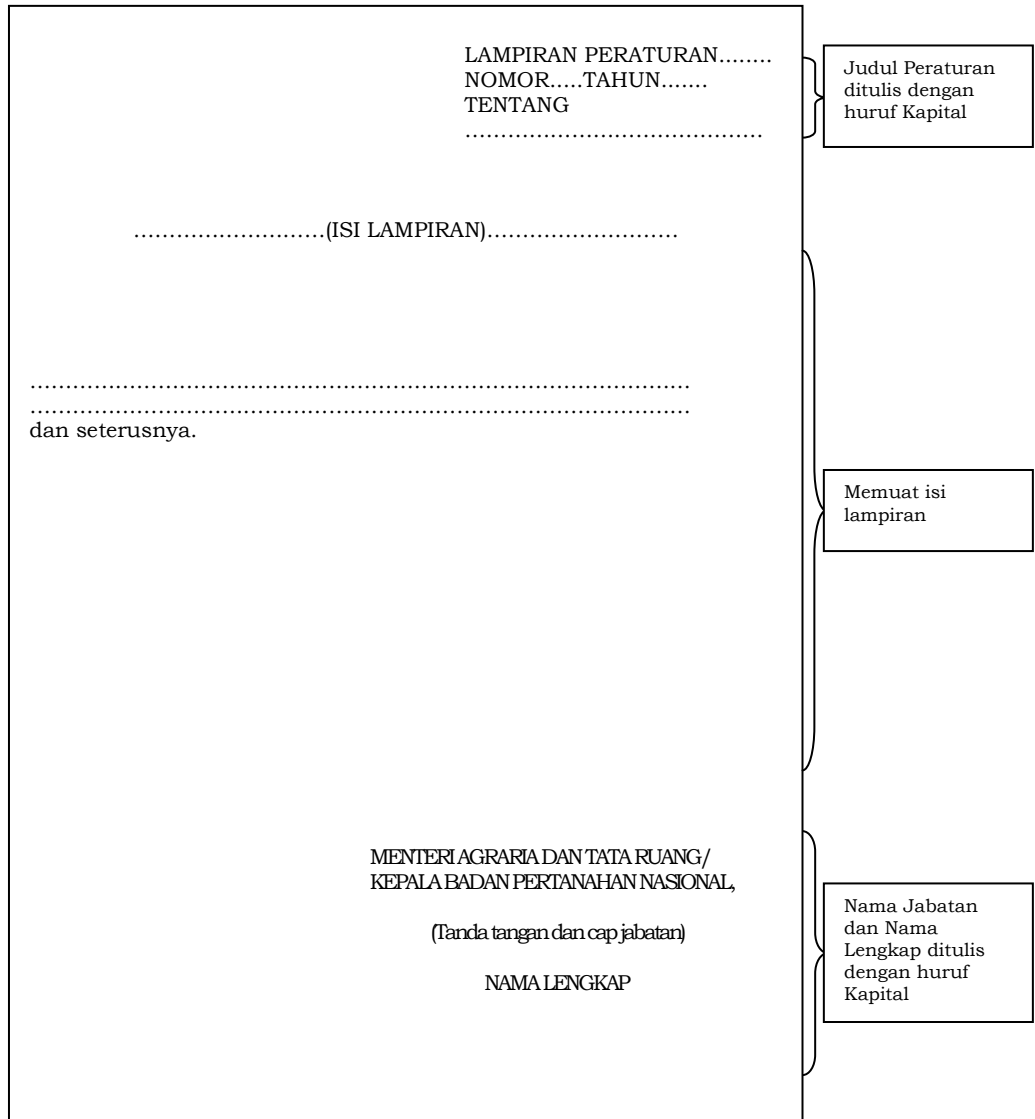 LAMPIRAN PERATURAN........
NOMOR.....TAHUN.......
TENTANG
..........................................
Judul Peraturan
ditulis dengan
huruf Kapital
...........................(ISI LAMPIRAN)...........................
.............................................................................................
.............................................................................................
dan seterusnya.
Memuat isi
lampiran
MENTERI AGRARIA DAN TATA RUANG/
KEPALA BADAN PERTANAHAN NASIONAL,
(Tanda tangan dan cap jabatan)
NAMA LENGKAP
Nama Jabatan
dan Nama
Lengkap ditulis
dengan huruf
Kapital